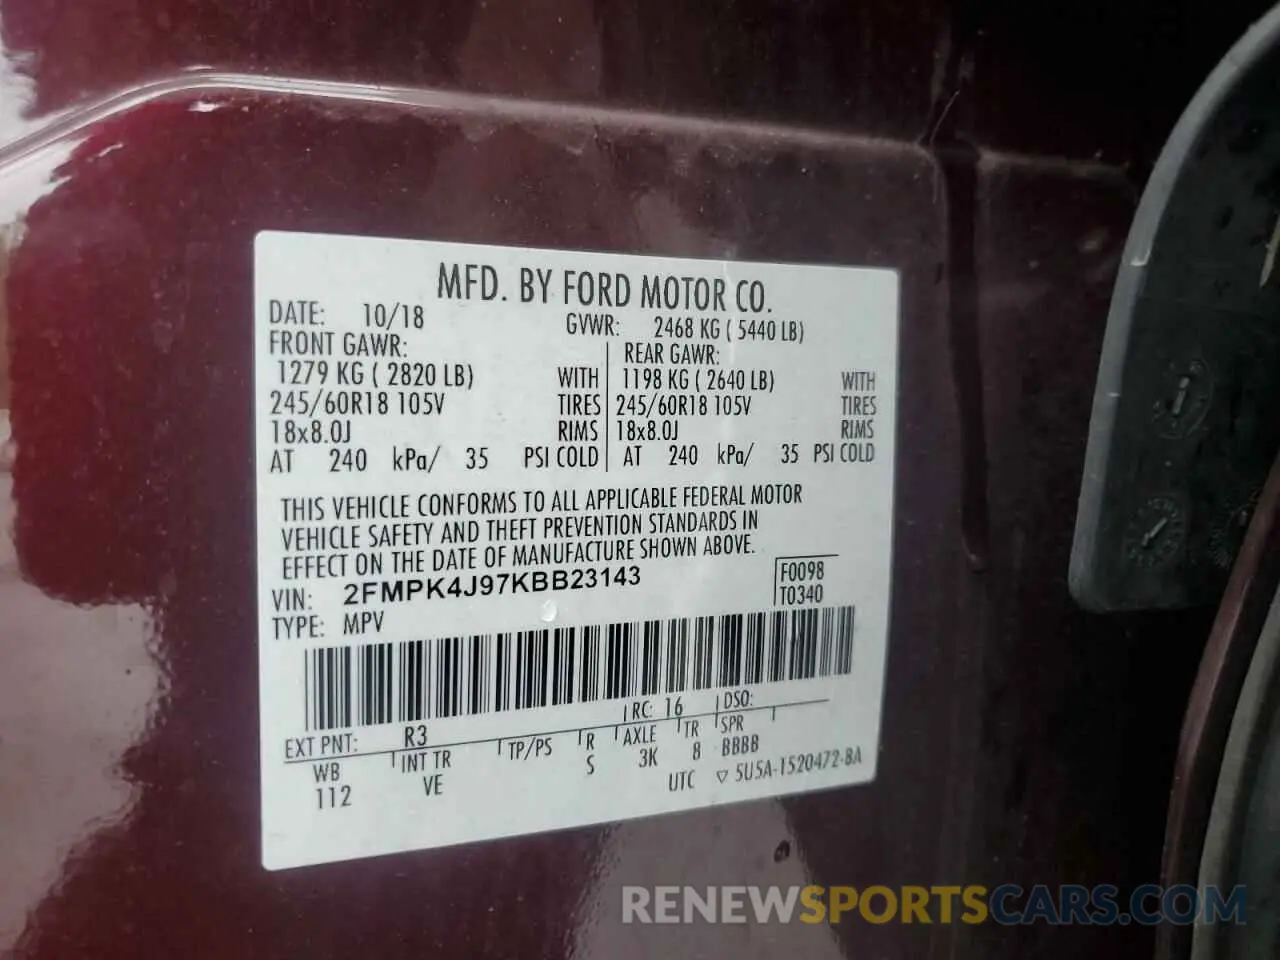 MFD. BY FORD MOTOR CO.
DATE: 10/18 GVWR: 2468 KG ( 5440 LB)
FRONT GAWR: REAR GAWR:
1279 KG ( 2820 LB) WITH 1198 KG ( 2640 LB) WITH
245/60R18 105V TIRES 245/60R18 105V TIRES
18x8.0J RIMS 18x8.0J RIMS
AT 240 kPa/ 35 PSI COLD AT 240 kPa/ 35 PSI COLD
THIS VEHICLE CONFORMS TO ALL APPLICABLE FEDERAL MOTOR
VEHICLE SAFETY AND THEFT PREVENTION STANDARDS IN
EFFECT ON THE DATE OF MANUFACTURE SHOWN ABOVE.
VIN: 2FMPK4J97KBB23143 F0098
TYPE: MPV T0340
EXT PNT: R3 RC: 16 DSO:
WB INT TR TP/PS R AXLE TR SPR
112 VE S 3K 8 BBBB
UTC ▽ 5U5A-1520472-BA
RENEWSPORTSCARS.COM